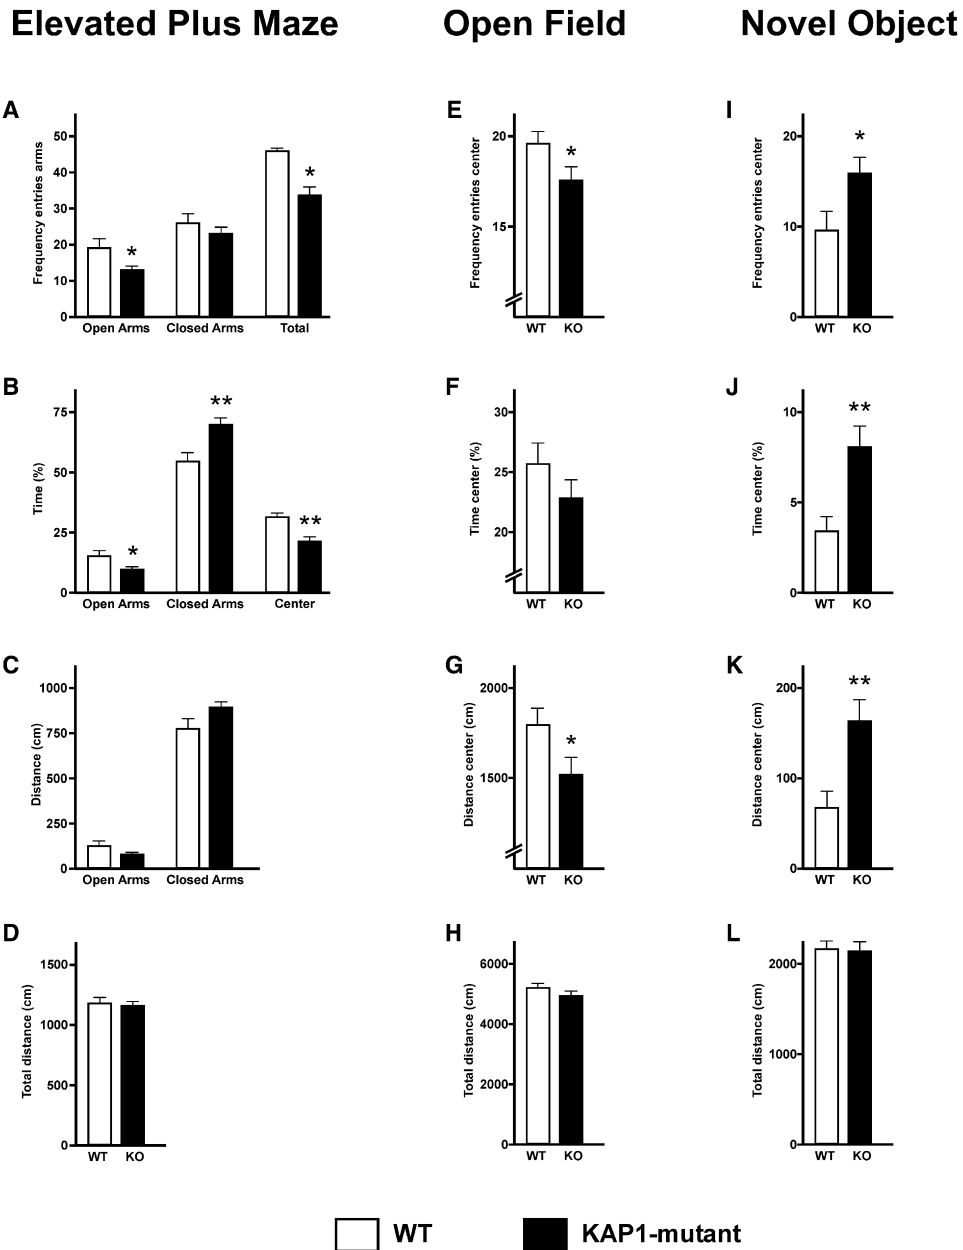 Elevated Plus Maze Open Field Novel Object
A E I
Frequency entries arms
50
40
30
20
10
0
* *
Open Arms Closed Arms Total
Frequency entries center
20
15
*
WT KO
Frequency entries center
20
10
0
*
WT KO
B F J
Time (%)
75
50
25
0
* ** **
Open Arms Closed Arms Center
Time center (%)
30
25
20
WT KO
Time center (%)
10
5
0
**
WT KO
C G K
Distance (cm)
1000
750
500
250
0
Open Arms Closed Arms
Distance center (cm)
2000
1500
*
WT KO
Distance center (cm)
200
100
0
**
WT KO
D H L
Total distance (cm)
1500
1000
500
0
WT KO
Total distance (cm)
6000
4000
2000
0
WT KO
Total distance (cm)
2000
1000
0
WT KO
WT KAP1-mutant